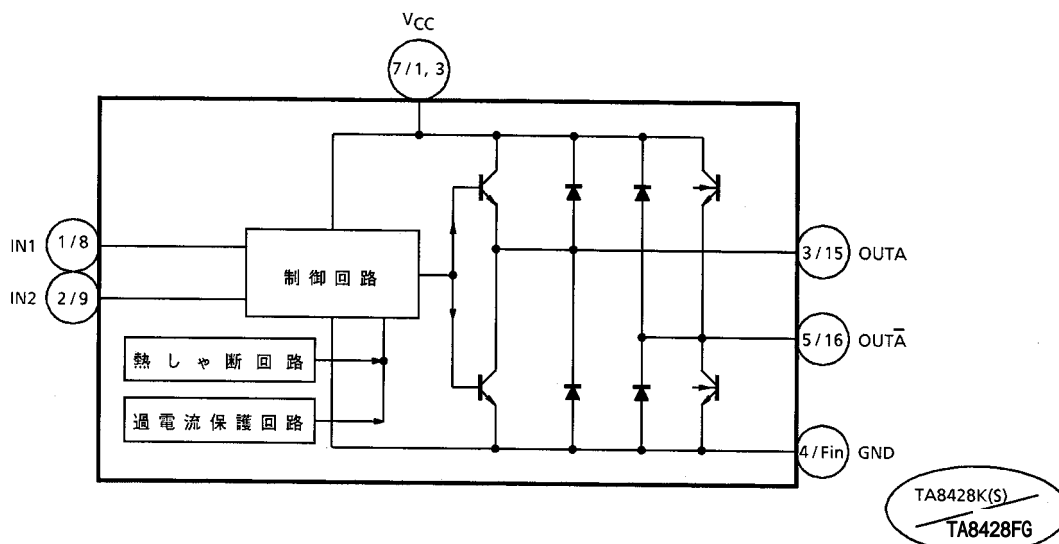 VCC
7/1, 3
IN1 1/8
IN2 2/9
制御回路
熱しゃ断回路
過電流保護回路
3/15 OUTA
5/16 OUTA̅
4/Fin GND
TA8428K(S)
TA8428FG